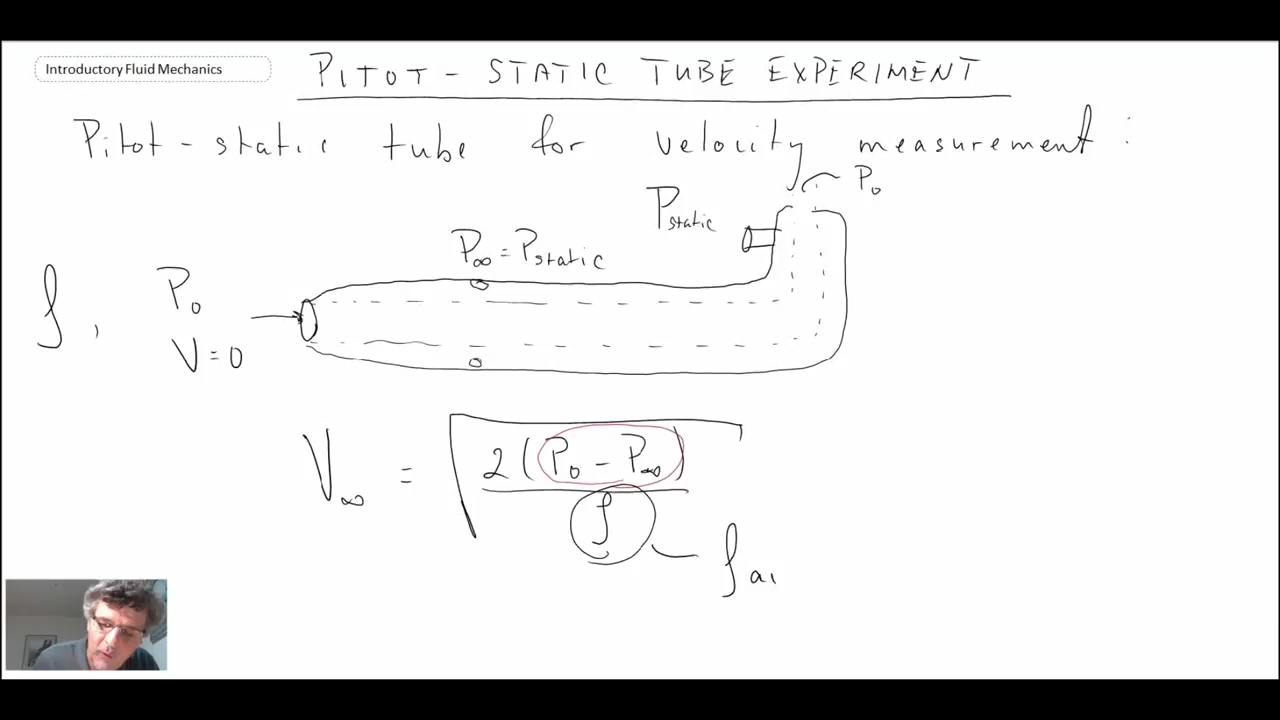 Introductory Fluid Mechanics
PITOT - STATIC TUBE EXPERIMENT
Pitot - static tube for velocity measurement :
P₀
Pstatic
P∞ = Pstatic
ρ, P₀
V = 0
V∞ = √(2(P₀ - P∞)/ρ)
ρai